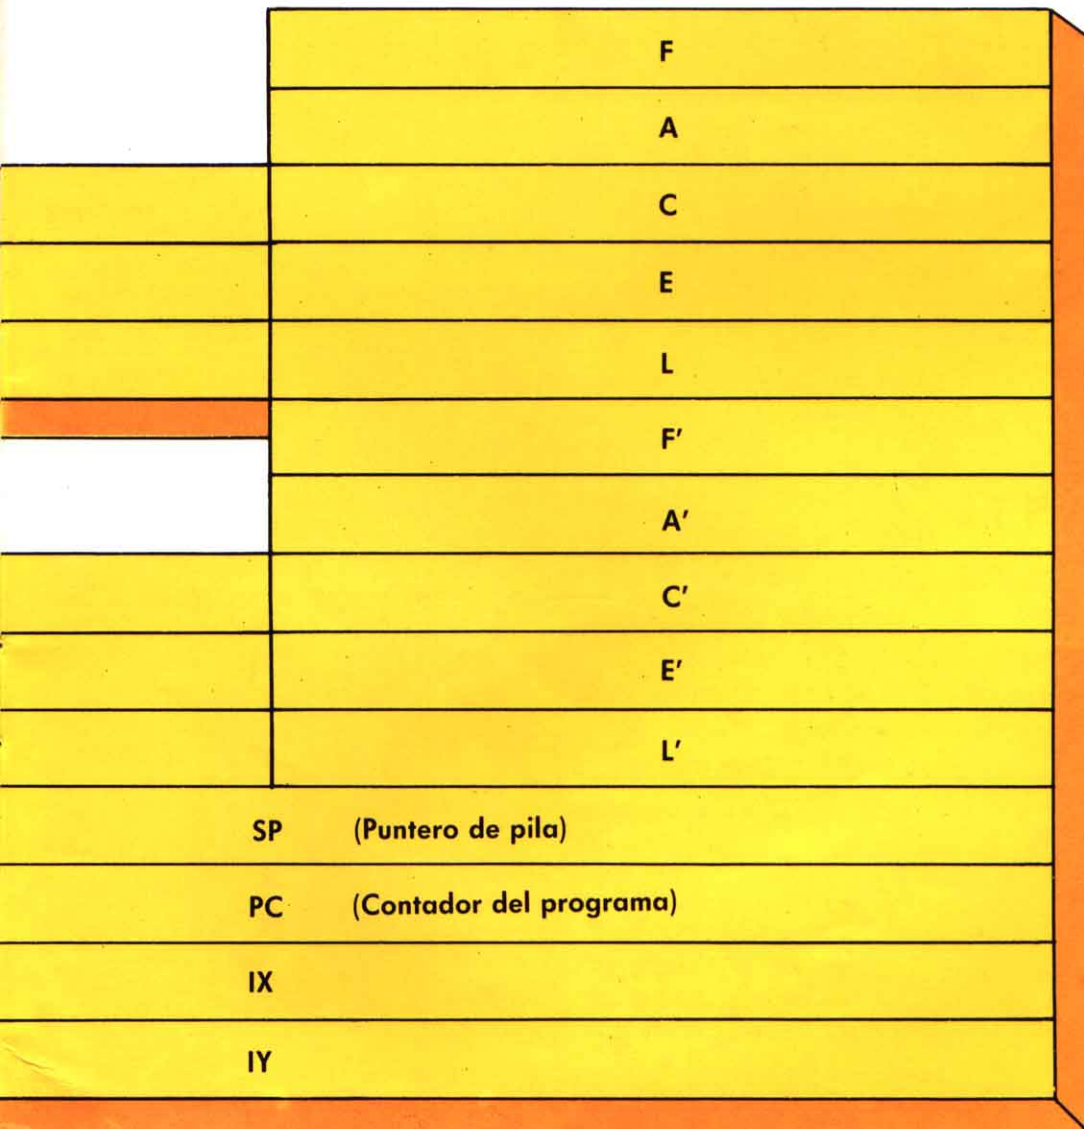 F
A
C
E
L
F'
A'
C'
E'
L'
SP (Puntero de pila)
PC (Contador del programa)
IX
IY